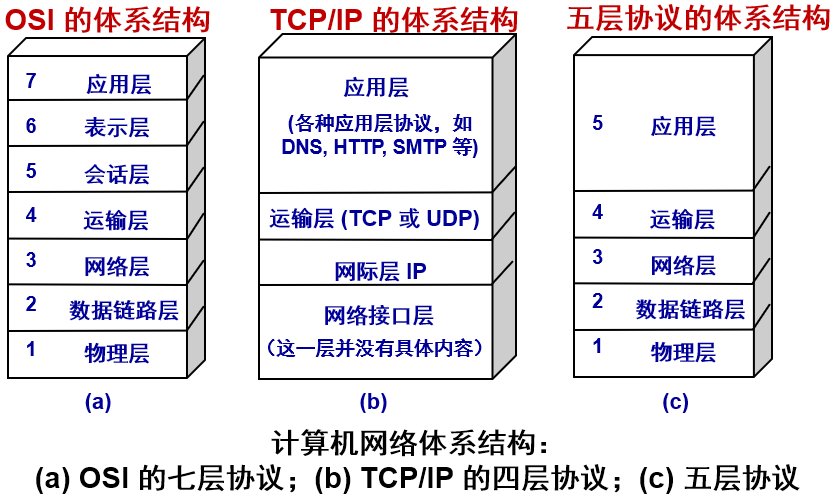 OSI 的体系结构
7 应用层
6 表示层
5 会话层
4 运输层
3 网络层
2 数据链路层
1 物理层
(a)
TCP/IP 的体系结构
应用层
(各种应用层协议，如
DNS, HTTP, SMTP 等)
运输层 (TCP 或 UDP)
网际层 IP
网络接口层
（这一层并没有具体内容）
(b)
五层协议的体系结构
5 应用层
4 运输层
3 网络层
2 数据链路层
1 物理层
(c)
计算机网络体系结构：
(a) OSI 的七层协议；(b) TCP/IP 的四层协议；(c) 五层协议